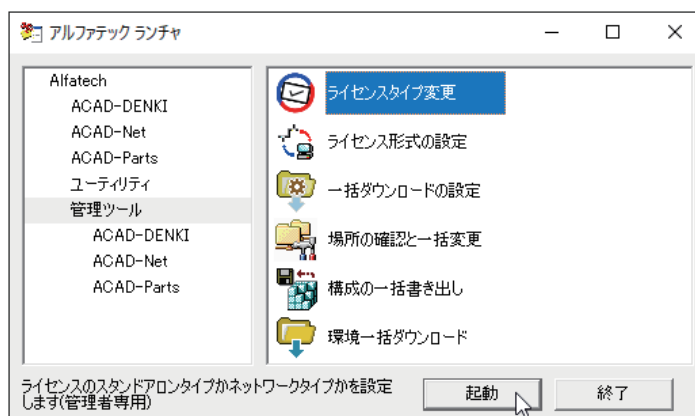 アルファテック ランチャ
Alfatech
ACAD-DENKI
ACAD-Net
ACAD-Parts
ユーティリティ
管理ツール
ACAD-DENKI
ACAD-Net
ACAD-Parts
ライセンスタイプ変更
ライセンス形式の設定
一括ダウンロードの設定
場所の確認と一括変更
構成の一括書き出し
環境一括ダウンロード
ライセンスのスタンドアロンタイプかネットワークタイプかを設定
します(管理者専用)
起動
終了